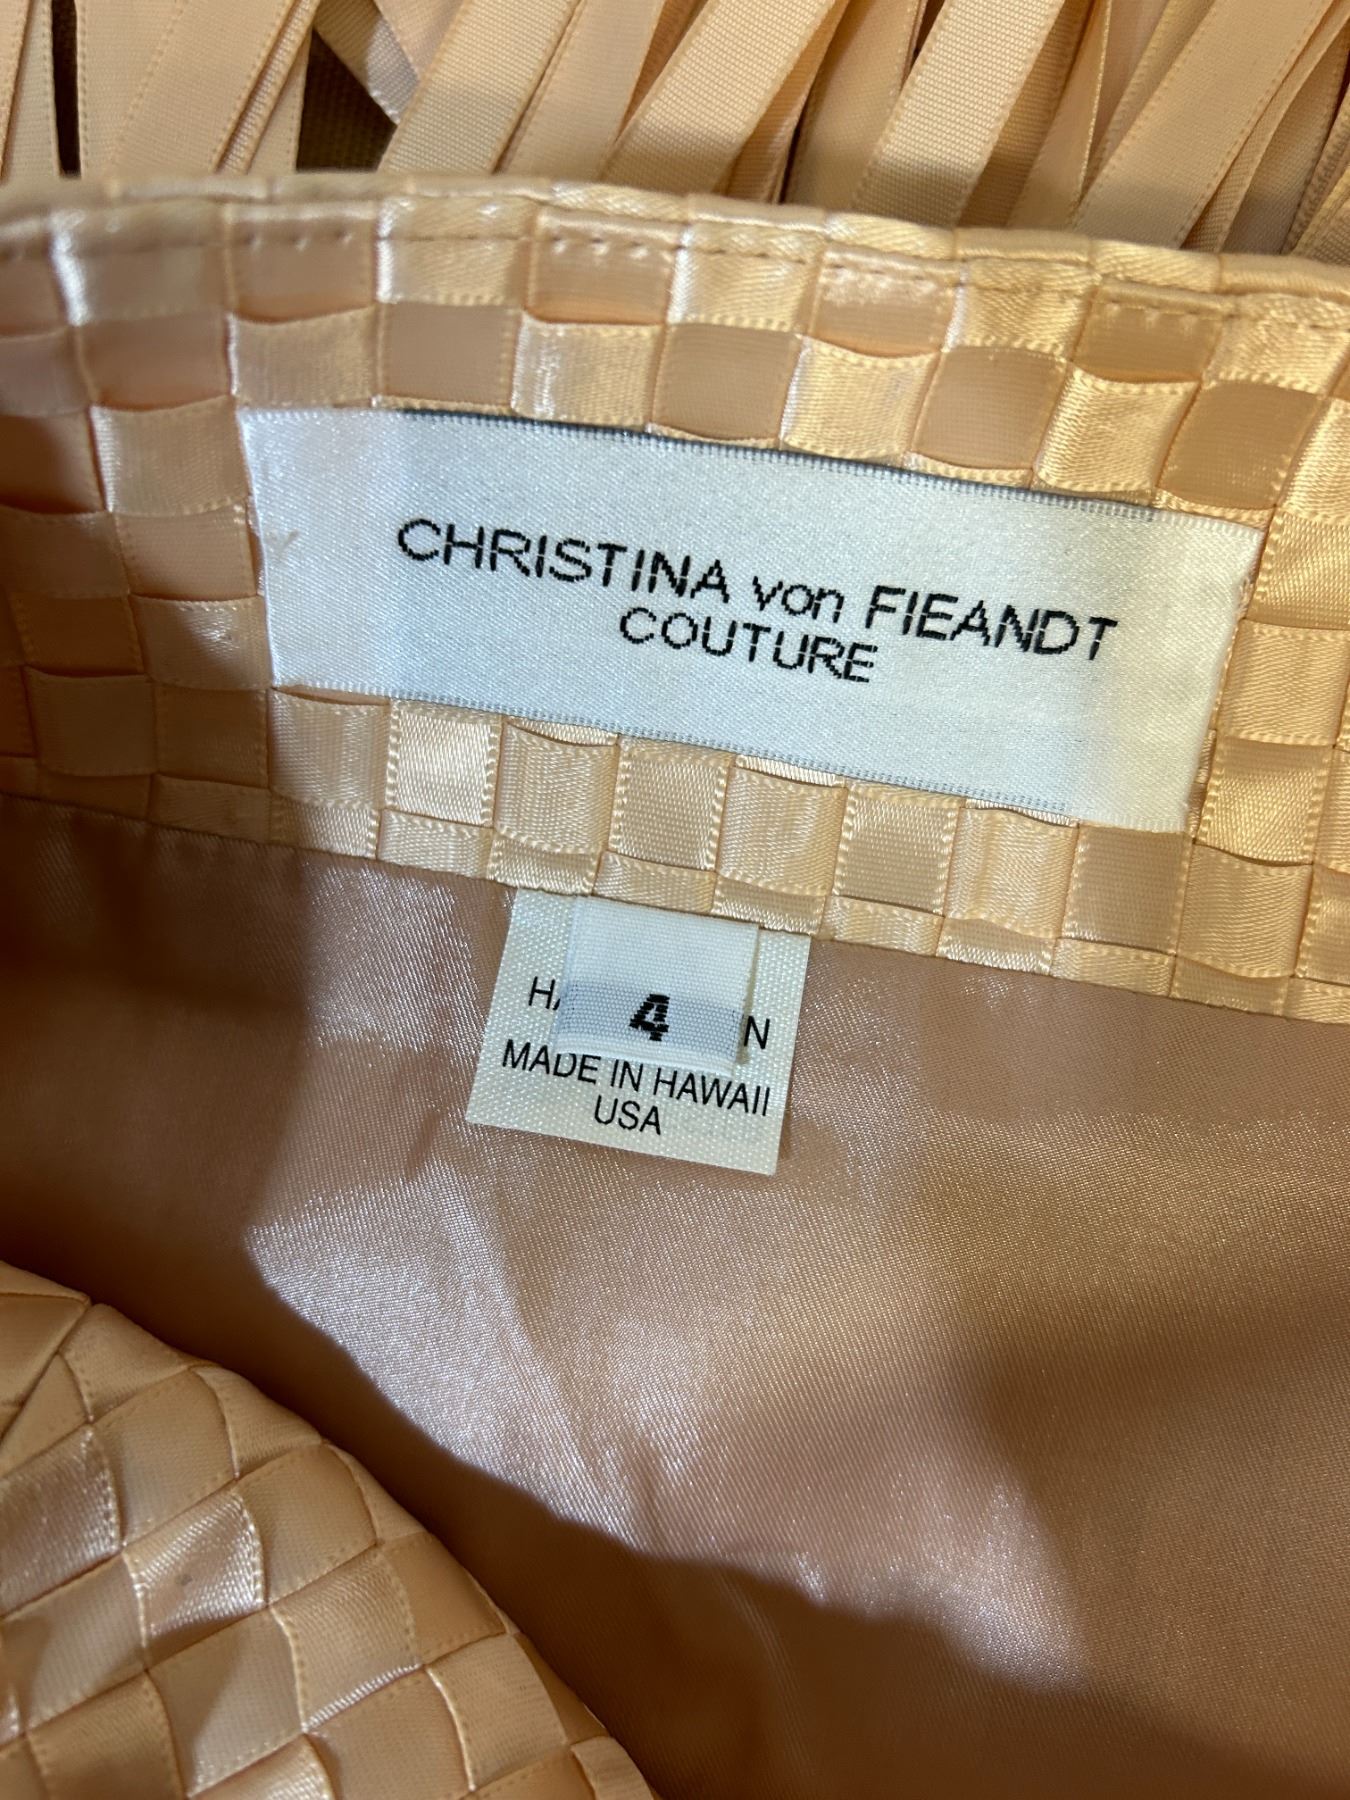 CHRISTINA von FIEANDT
COUTURE
4
MADE IN HAWAII
USA